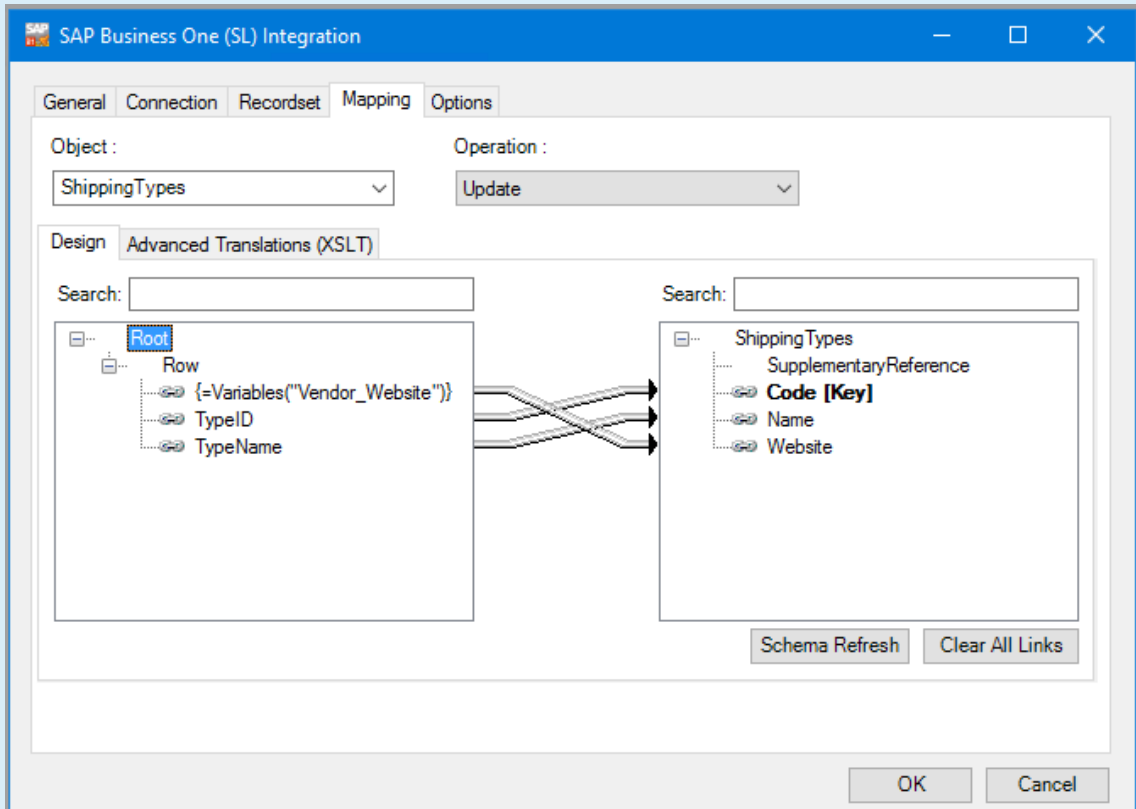 SAP Business One (SL) Integration
General Connection Recordset Mapping Options
Object : Operation :
ShippingTypes Update
Design Advanced Translations (XSLT)
Search: Search:
Root ShippingTypes
Row SupplementaryReference
{=Variables("Vendor_Website")} Code [Key]
TypeID Name
TypeName Website
Schema Refresh Clear All Links
OK Cancel